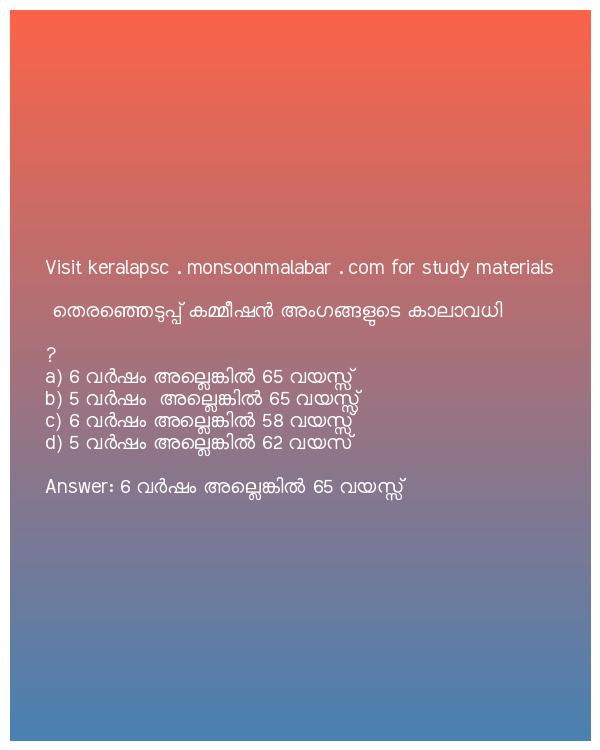 Visit keralapsc . monsoonmalabar . com for study materials
തെരഞ്ഞെടുപ്പ് കമ്മീഷൻ അംഗങ്ങളുടെ കാലാവധി
?
a) 6 വർഷം അല്ലെങ്കിൽ 65 വയസ്സ്
b) 5 വർഷം അല്ലെങ്കിൽ 65 വയസ്സ്
c) 6 വർഷം അല്ലെങ്കിൽ 58 വയസ്സ്
d) 5 വർഷം അല്ലെങ്കിൽ 62 വയസ്
Answer: 6 വർഷം അല്ലെങ്കിൽ 65 വയസ്സ്